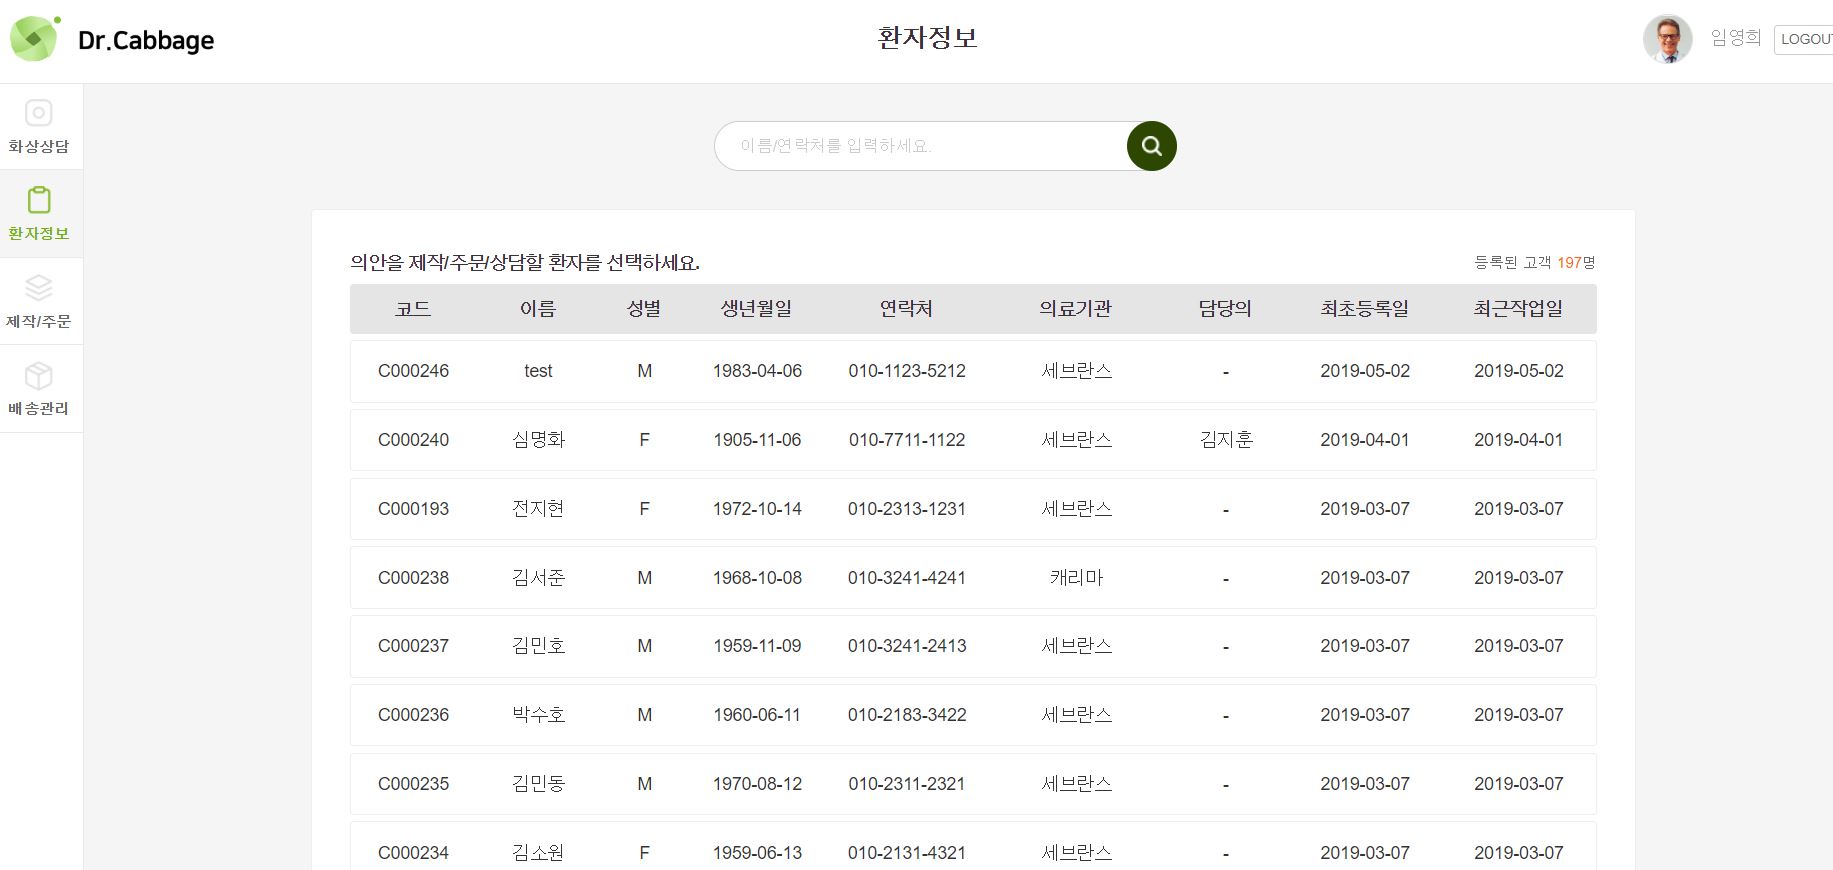 Dr.Cabbage
환자정보
임영희
LOGOUT
화상상담
환자정보
제작/주문
배송관리
이름/연락처를 입력하세요.
의안을 제작/주문/상담할 환자를 선택하세요.
등록된 고객 197명
코드 이름 성별 생년월일 연락처 의료기관 담당의 최초등록일 최근작업일
C000246 test M 1983-04-06 010-1123-5212 세브란스 - 2019-05-02 2019-05-02
C000240 심명화 F 1905-11-06 010-7711-1122 세브란스 김지훈 2019-04-01 2019-04-01
C000193 전지현 F 1972-10-14 010-2313-1231 세브란스 - 2019-03-07 2019-03-07
C000238 김서준 M 1968-10-08 010-3241-4241 캐리마 - 2019-03-07 2019-03-07
C000237 김민호 M 1959-11-09 010-3241-2413 세브란스 - 2019-03-07 2019-03-07
C000236 박수호 M 1960-06-11 010-2183-3422 세브란스 - 2019-03-07 2019-03-07
C000235 김민동 M 1970-08-12 010-2311-2321 세브란스 - 2019-03-07 2019-03-07
C000234 김소원 F 1959-06-13 010-2131-4321 세브란스 - 2019-03-07 2019-03-07